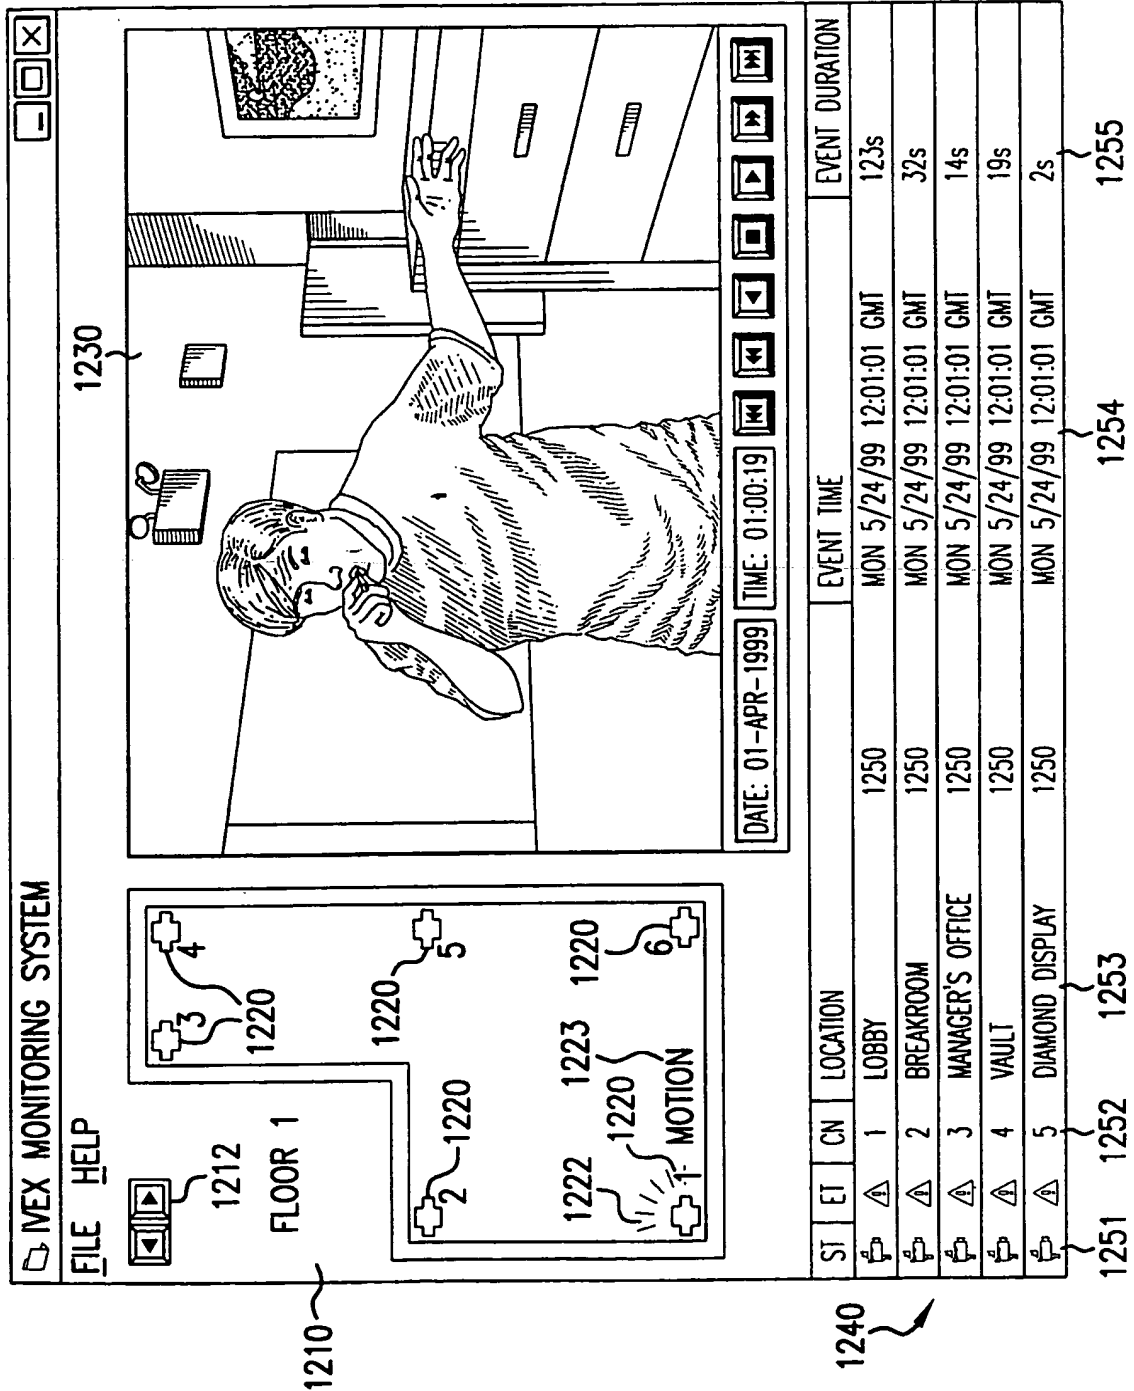 IVEX MONITORING SYSTEM
FILE HELP
1212
FLOOR 1
1210
1230
3
4
1220
5
1220
2
1220
1222
1
1220
1223
MOTION
6
1220
DATE: 01-APR-1999 TIME: 01:00:19
1240
ST ET CN LOCATION EVENT TIME EVENT DURATION
1 LOBBY 1250 MON 5/24/99 12:01:01 GMT 123s
2 BREAKROOM 1250 MON 5/24/99 12:01:01 GMT 32s
3 MANAGER'S OFFICE 1250 MON 5/24/99 12:01:01 GMT 14s
4 VAULT 1250 MON 5/24/99 12:01:01 GMT 19s
5 DIAMOND DISPLAY 1250 MON 5/24/99 12:01:01 GMT 2s
1251 1252 1253 1254 1255